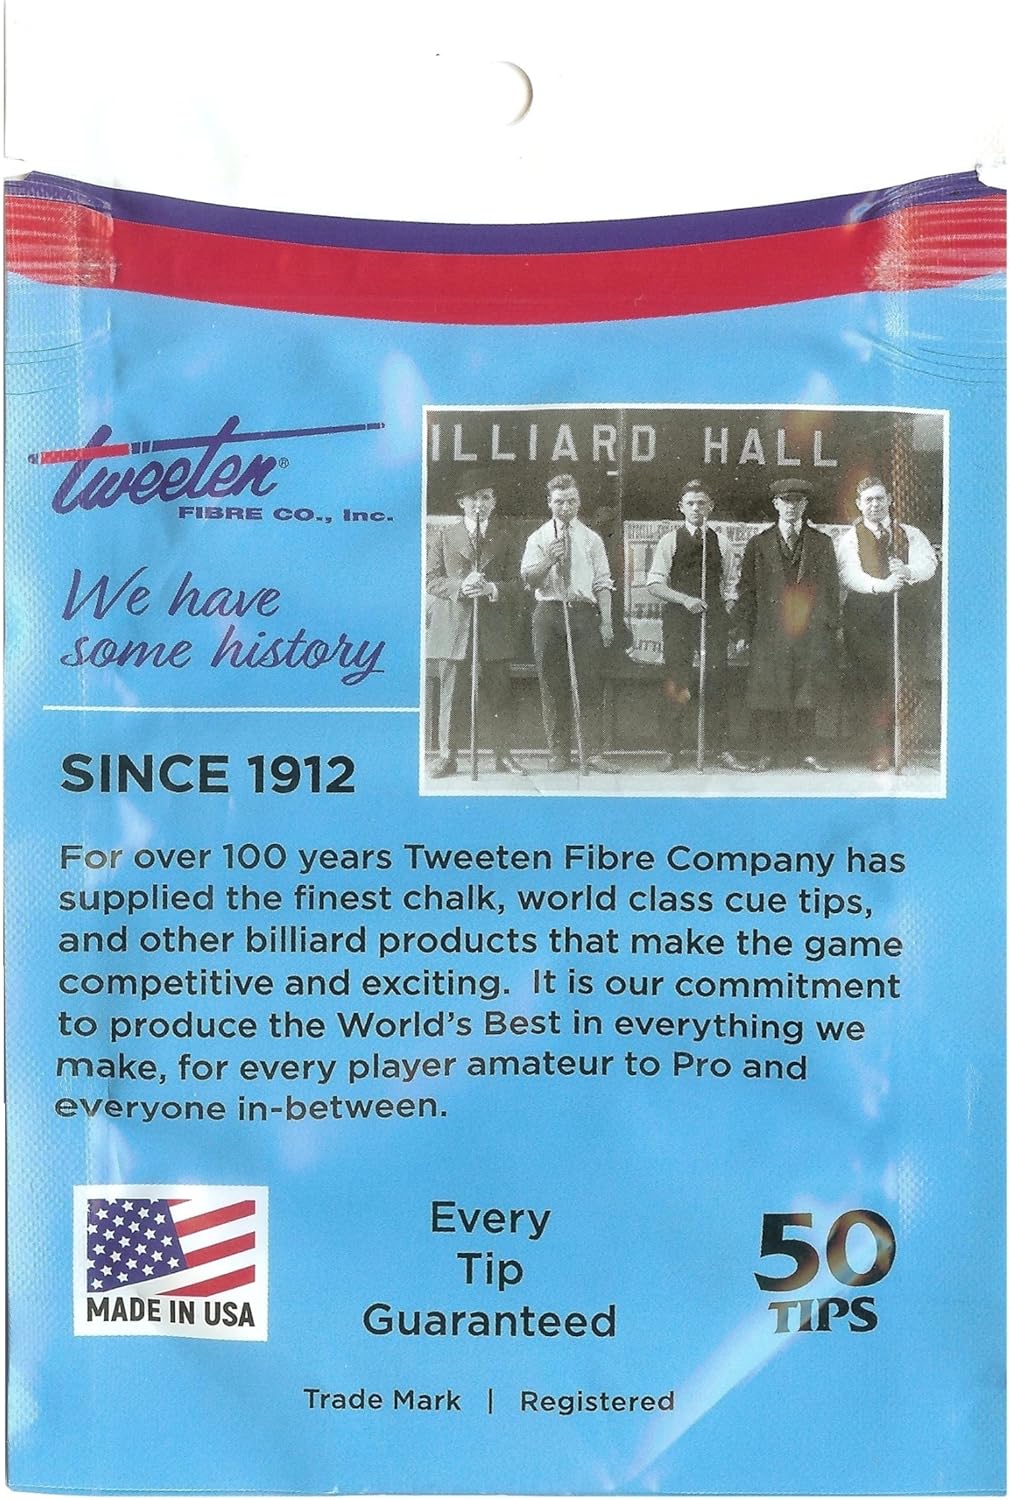 ILLIARD HALL
tweeten®
FIBRE CO., Inc.
We have
some history
SINCE 1912
For over 100 years Tweeten Fibre Company has
supplied the finest chalk, world class cue tips,
and other billiard products that make the game
competitive and exciting. It is our commitment
to produce the World's Best in everything we
make, for every player amateur to Pro and
everyone in-between.
MADE IN USA
Every
Tip
Guaranteed
50
TIPS
Trade Mark | Registered